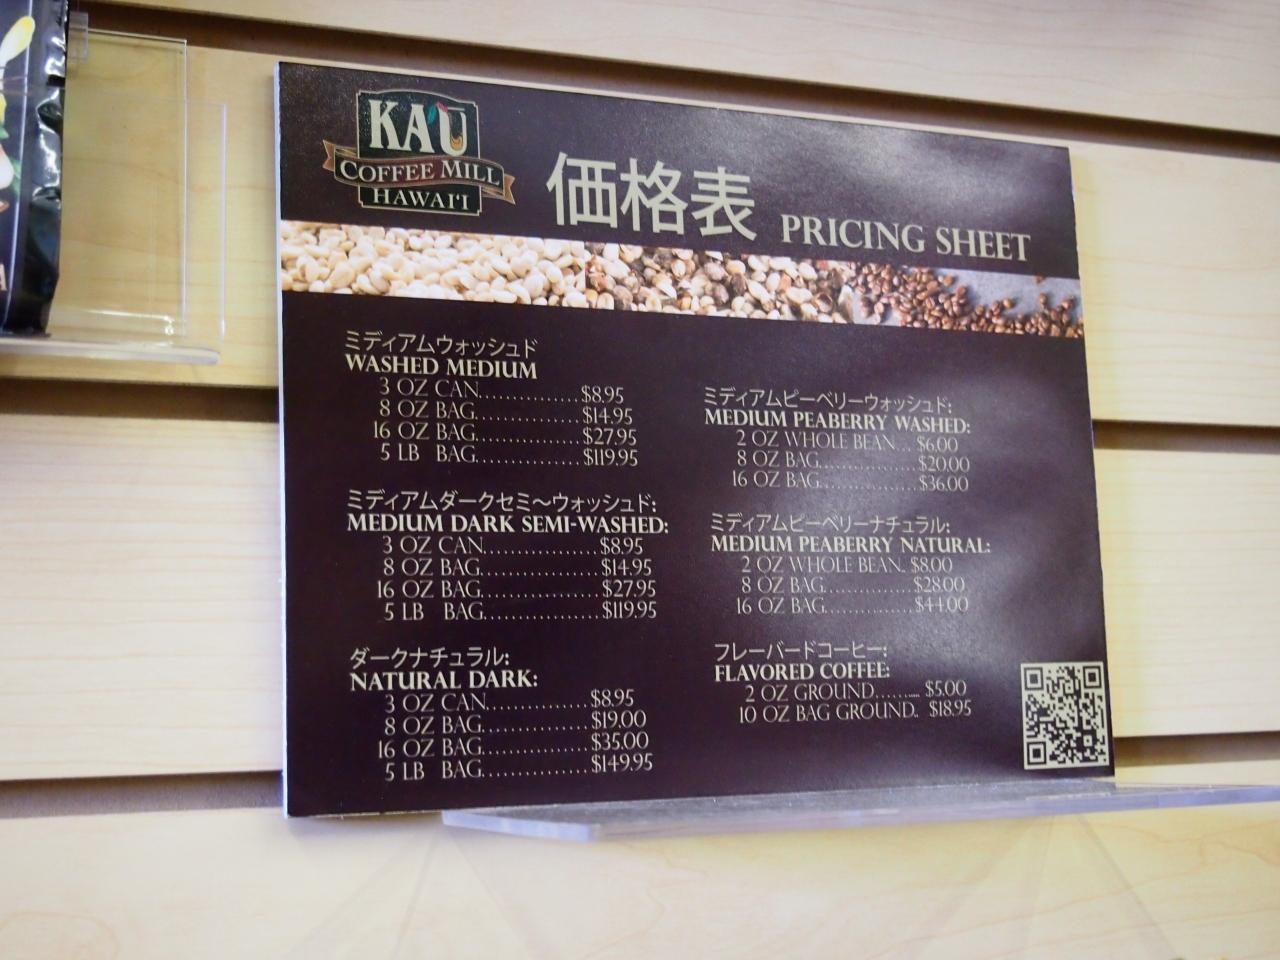 KA'Ū
COFFEE MILL
HAWAI'I
価格表 PRICING SHEET
ミディアムウォッシュド
WASHED MEDIUM
3 OZ CAN................$8.95
8 OZ BAG................$14.95
16 OZ BAG................$27.95
5 LB BAG................$119.95
ミディアムダークセミ～ウォッシュド:
MEDIUM DARK SEMI-WASHED:
3 OZ CAN................$8.95
8 OZ BAG................$14.95
16 OZ BAG................$27.95
5 LB BAG................$119.95
ダークナチュラル:
NATURAL DARK:
3 OZ CAN................$8.95
8 OZ BAG................$19.00
16 OZ BAG................$35.00
5 LB BAG................$149.95
ミディアムピーベリーウォッシュド:
MEDIUM PEABERRY WASHED:
2 OZ WHOLE BEAN... $6.00
8 OZ BAG................$20.00
16 OZ BAG................$36.00
ミディアムピーベリーナチュラル:
MEDIUM PEABERRY NATURAL:
2 OZ WHOLE BEAN.. $8.00
8 OZ BAG................$28.00
16 OZ BAG................$44.00
フレーバードコーヒー:
FLAVORED COFFEE:
2 OZ GROUND.......... $5.00
10 OZ BAG GROUND.. $18.95